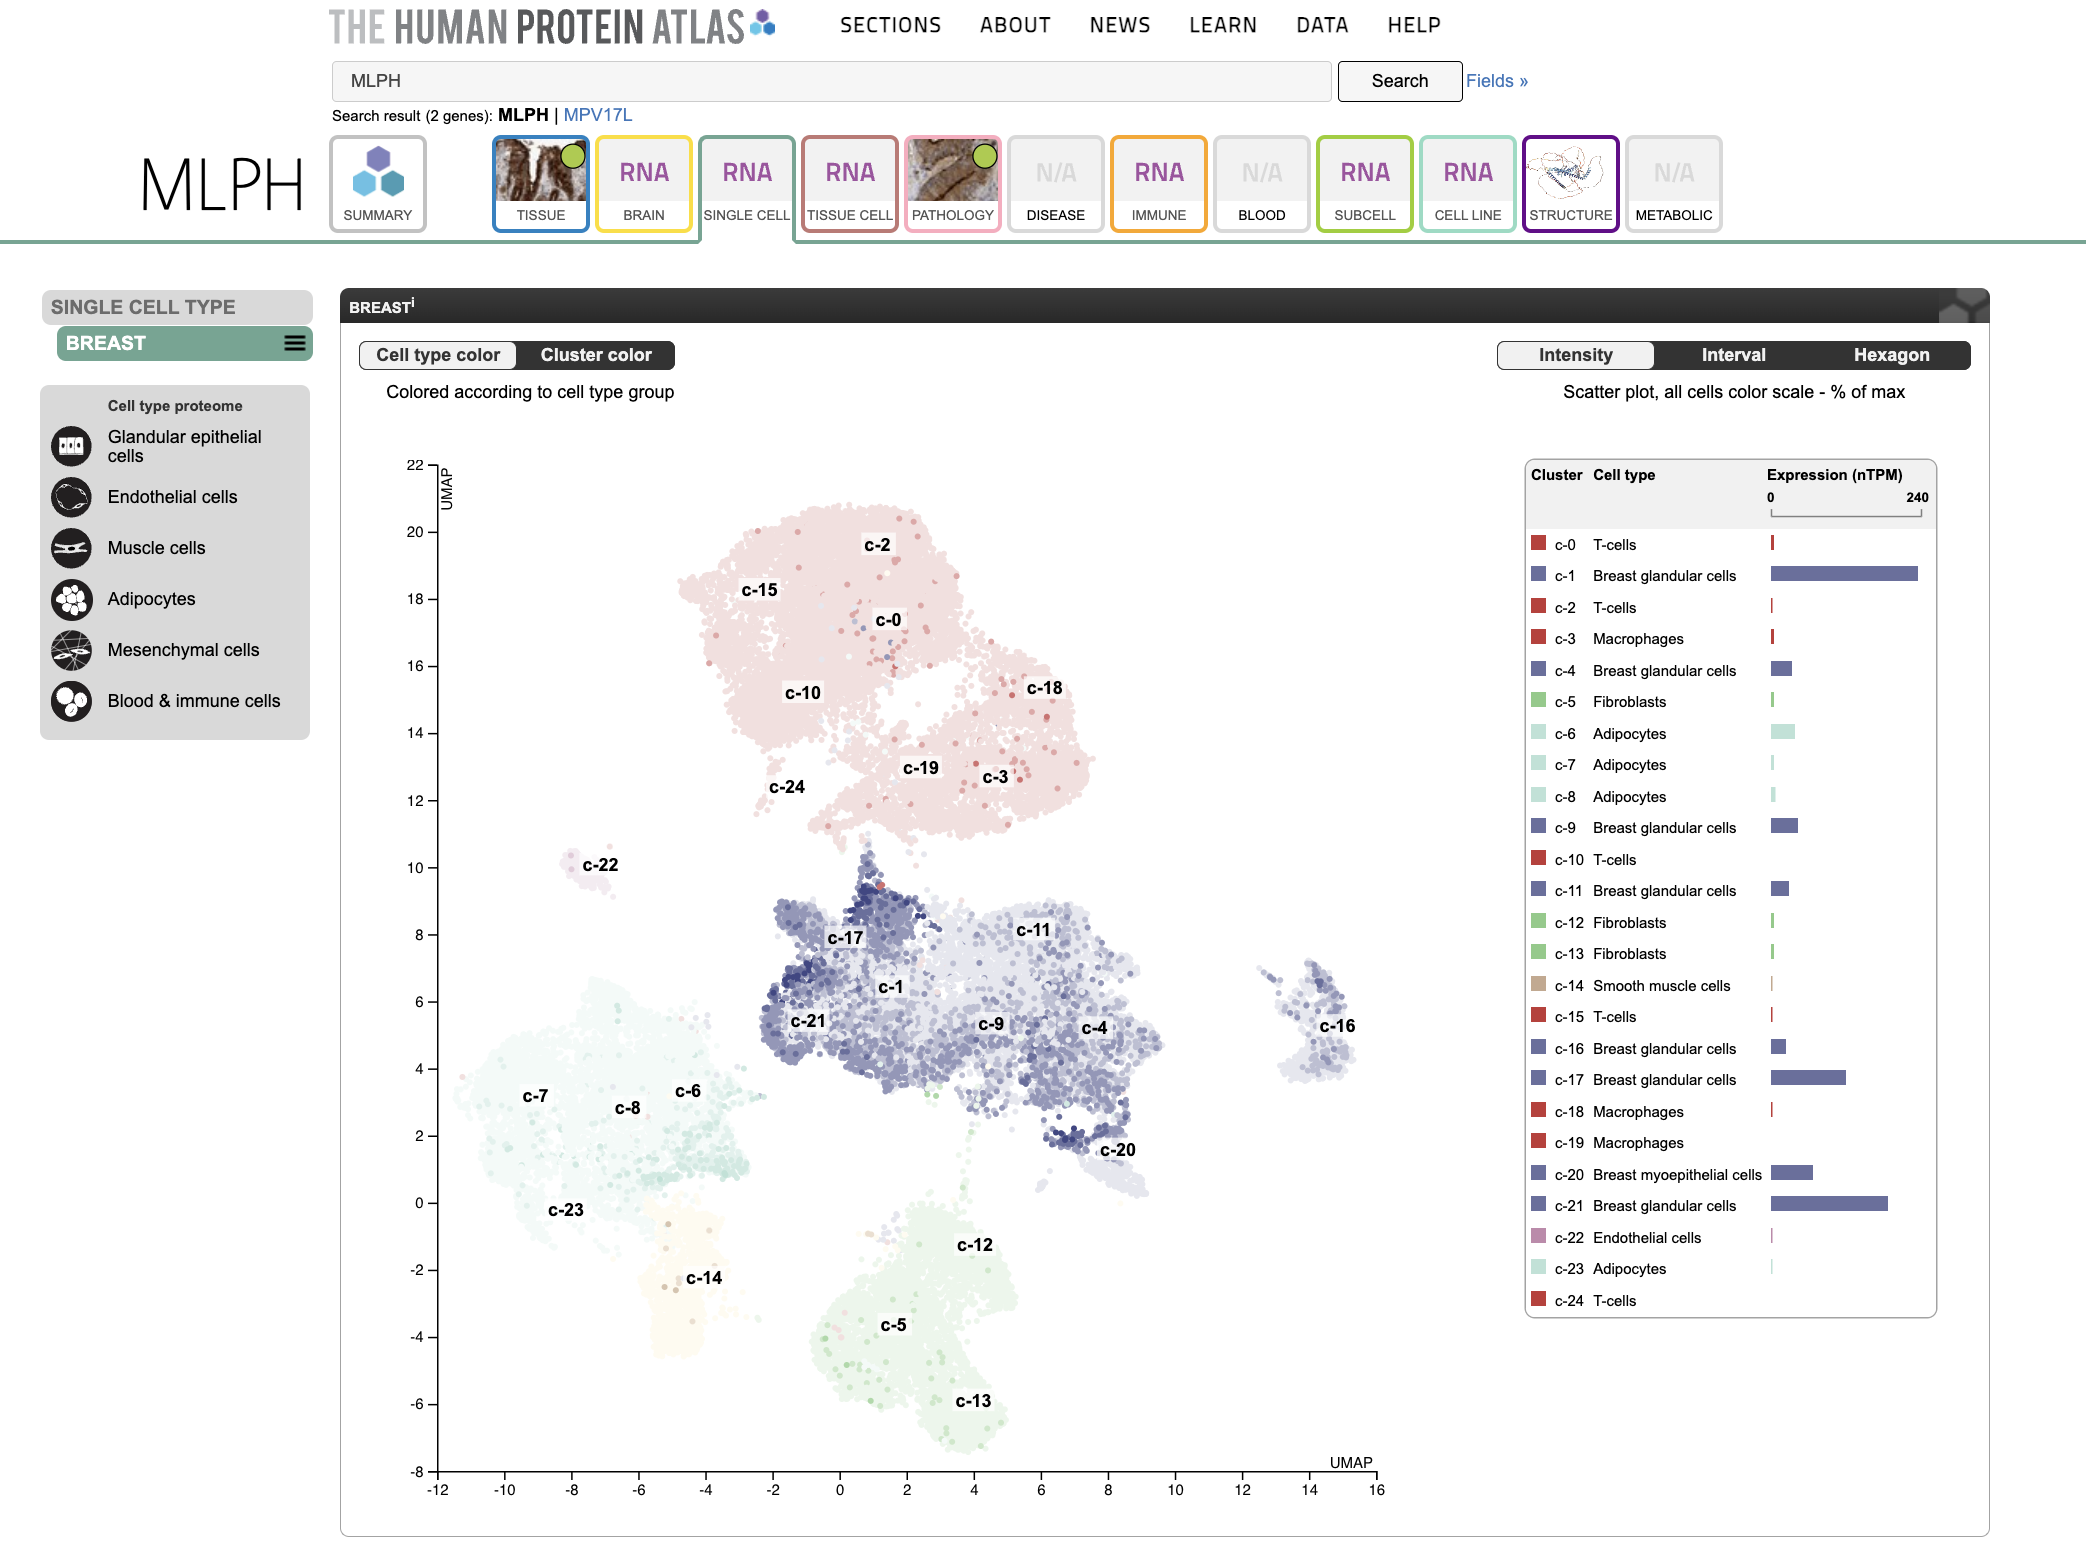 THE HUMAN PROTEIN ATLAS
SECTIONS ABOUT NEWS LEARN DATA HELP
MLPH
Search
Fields »
Search result (2 genes): MLPH | MPV17L
MLPH
SUMMARY
TISSUE
RNA
BRAIN
RNA
SINGLE CELL
RNA
TISSUE CELL
PATHOLOGY
N/A
DISEASE
RNA
IMMUNE
N/A
BLOOD
RNA
SUBCELL
RNA
CELL LINE
STRUCTURE
N/A
METABOLIC
SINGLE CELL TYPE
BREAST
Cell type proteome
Glandular epithelial
cells
Endothelial cells
Muscle cells
Adipocytes
Mesenchymal cells
Blood & immune cells
BREASTi
Cell type color Cluster color
Colored according to cell type group
Intensity Interval Hexagon
Scatter plot, all cells color scale - % of max
UMAP
22
20
18
16
14
12
10
8
6
4
2
0
-2
-4
-6
-8
c-2
c-15
c-0
c-18
c-10
c-19
c-3
c-24
c-22
c-11
c-17
c-1
c-21
c-9
c-4
c-16
c-7
c-6
c-8
c-20
c-23
c-12
c-14
c-5
c-13
UMAP
-12 -10 -8 -6 -4 -2 0 2 4 6 8 10 12 14 16
Cluster Cell type Expression (nTPM)
0 240
c-0 T-cells
c-1 Breast glandular cells
c-2 T-cells
c-3 Macrophages
c-4 Breast glandular cells
c-5 Fibroblasts
c-6 Adipocytes
c-7 Adipocytes
c-8 Adipocytes
c-9 Breast glandular cells
c-10 T-cells
c-11 Breast glandular cells
c-12 Fibroblasts
c-13 Fibroblasts
c-14 Smooth muscle cells
c-15 T-cells
c-16 Breast glandular cells
c-17 Breast glandular cells
c-18 Macrophages
c-19 Macrophages
c-20 Breast myoepithelial cells
c-21 Breast glandular cells
c-22 Endothelial cells
c-23 Adipocytes
c-24 T-cells